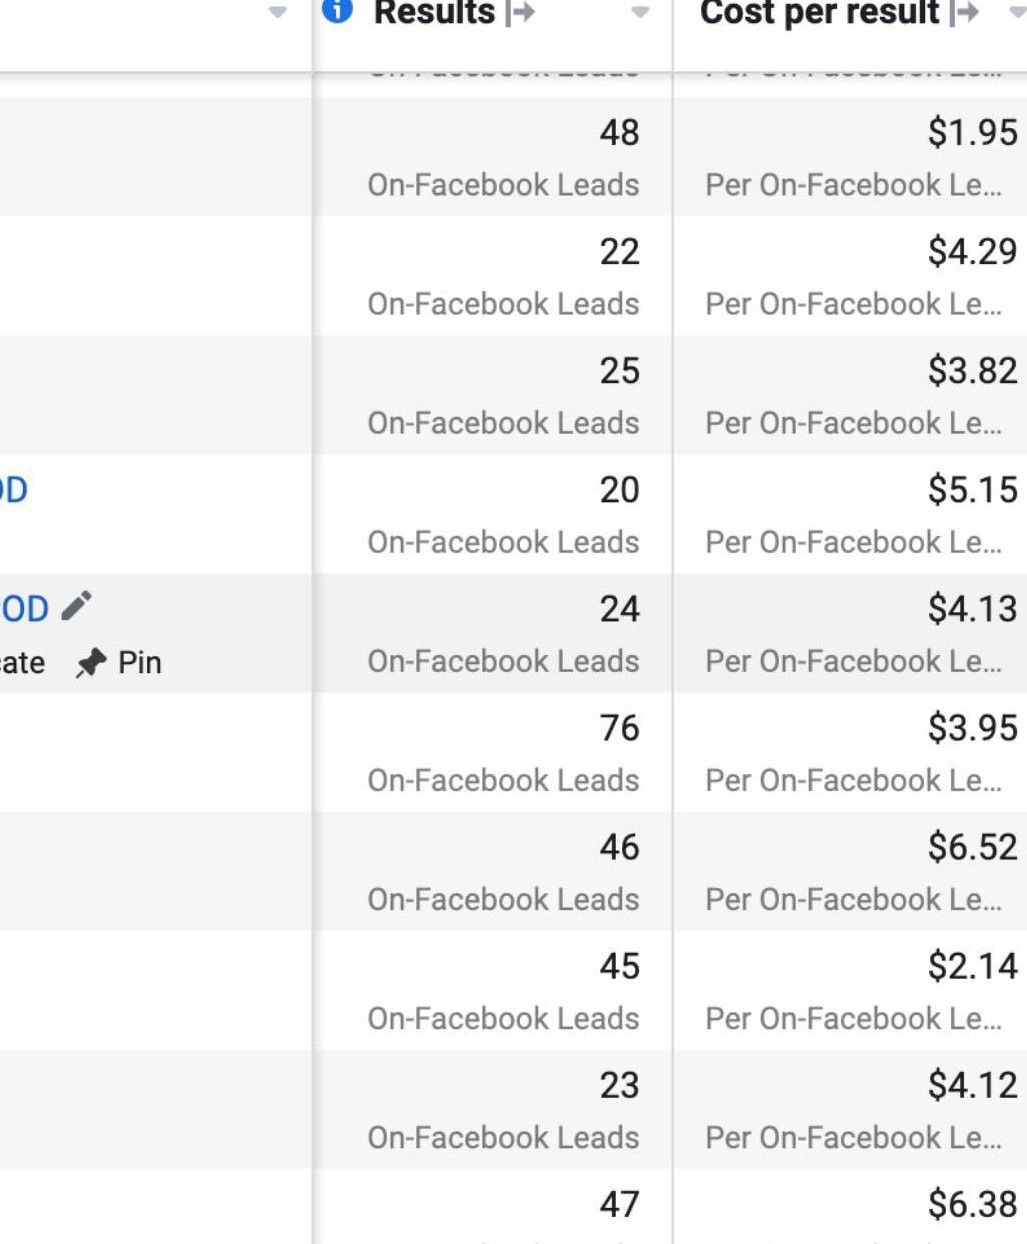 Results Cost per result
48 $1.95
On-Facebook Leads Per On-Facebook Le...
22 $4.29
On-Facebook Leads Per On-Facebook Le...
25 $3.82
On-Facebook Leads Per On-Facebook Le...
OD 20 $5.15
On-Facebook Leads Per On-Facebook Le...
OD 24 $4.13
cate Pin On-Facebook Leads Per On-Facebook Le...
76 $3.95
On-Facebook Leads Per On-Facebook Le...
46 $6.52
On-Facebook Leads Per On-Facebook Le...
45 $2.14
On-Facebook Leads Per On-Facebook Le...
23 $4.12
On-Facebook Leads Per On-Facebook Le...
47 $6.38